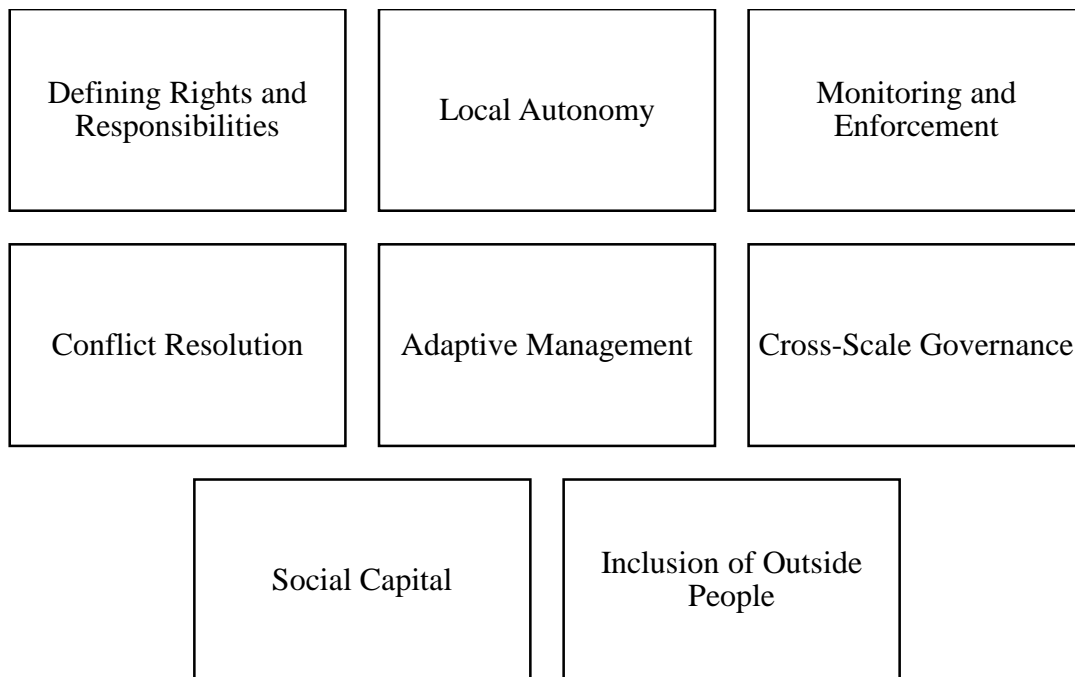 Defining Rights and
Responsibilities
Local Autonomy
Monitoring and
Enforcement
Conflict Resolution
Adaptive Management
Cross-Scale Governance
Social Capital
Inclusion of Outside
People